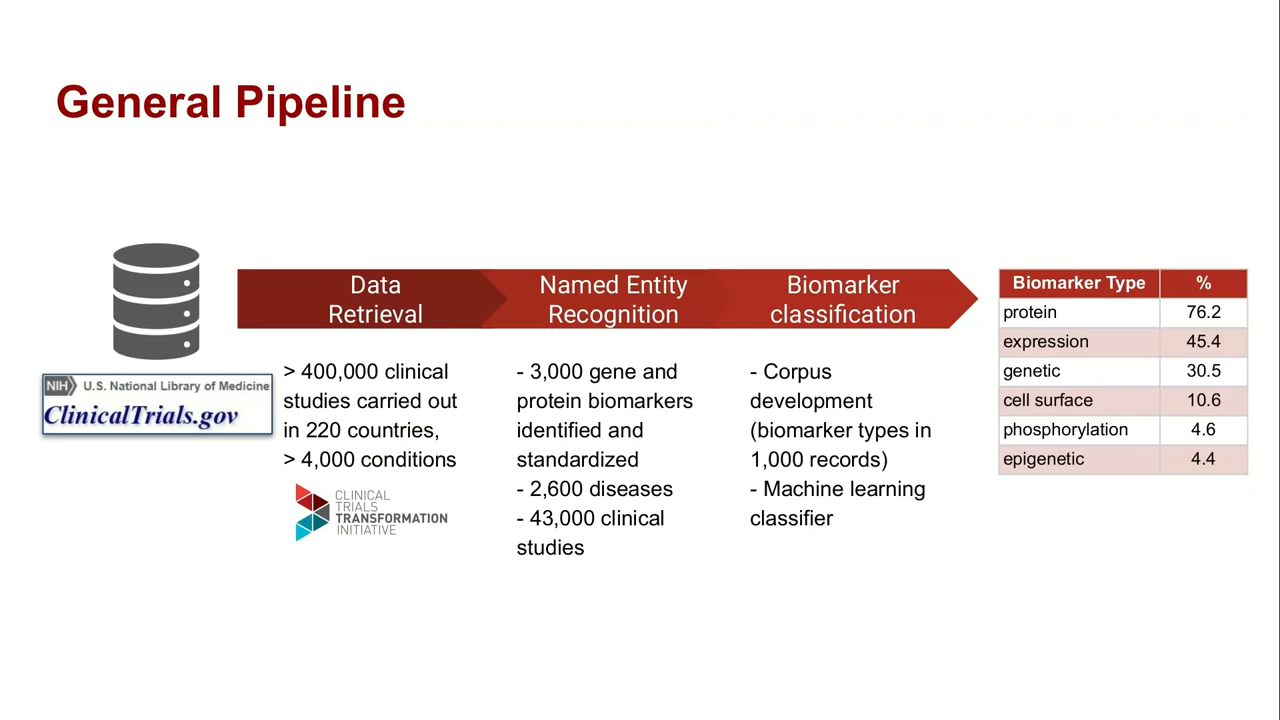 General Pipeline
NIH U.S. National Library of Medicine
ClinicalTrials.gov
Data
Retrieval
> 400,000 clinical
studies carried out
in 220 countries,
> 4,000 conditions
CLINICAL
TRIALS
TRANSFORMATION
INITIATIVE
Named Entity
Recognition
- 3,000 gene and
protein biomarkers
identified and
standardized
- 2,600 diseases
- 43,000 clinical
studies
Biomarker
classification
- Corpus
development
(biomarker types in
1,000 records)
- Machine learning
classifier
Biomarker Type %
protein 76.2
expression 45.4
genetic 30.5
cell surface 10.6
phosphorylation 4.6
epigenetic 4.4